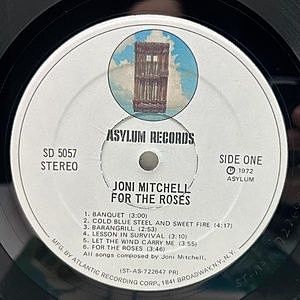 ASYLUM RECORDS
SD 5057
STEREO
SIDE ONE
℗ 1972
ASYLUM
JONI MITCHELL
FOR THE ROSES
1. BANQUET (3:00)
2. COLD BLUE STEEL AND SWEET FIRE (4:17)
3. BARANGRILL (2:53)
4. LESSON IN SURVIVAL (3:10)
5. LET THE WIND CARRY ME (3:55)
6. FOR THE ROSES (3:46)
All songs composed by Joni Mitchell.
(ST-AS-722647 PR)
MFG. BY ATLANTIC RECORDING CORP., 1841 BROADWAY, N.Y., N.Y.